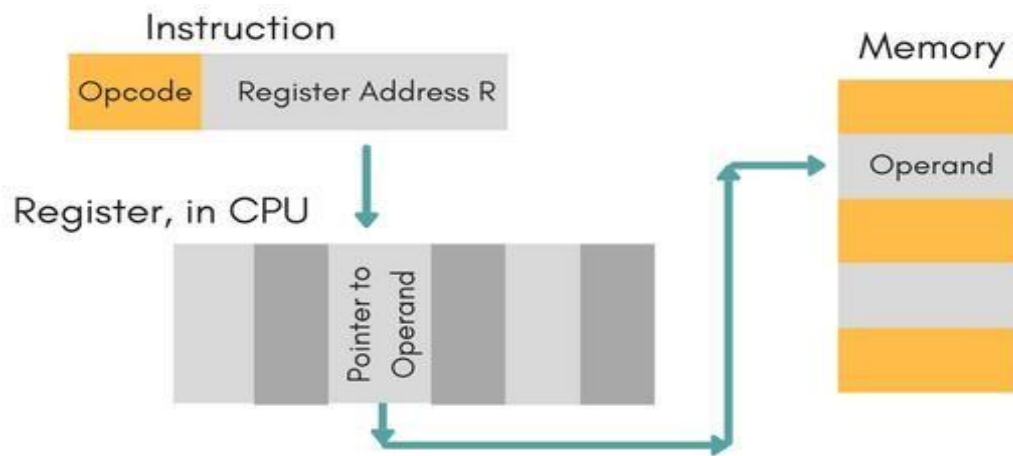 Instruction
Memory
Opcode Register Address R
Operand
Register, in CPU
Pointer to
Operand